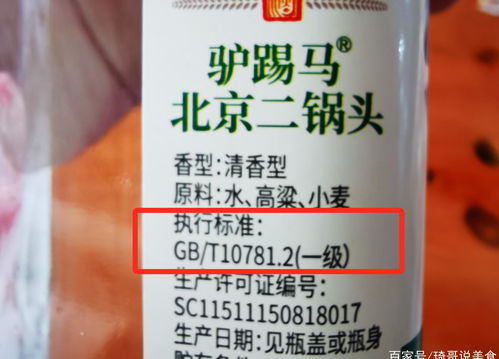 驴踢马®
北京二锅头
香型:清香型
原料:水、高粱、小麦
执行标准:
GB/T10781.2(一级)
生产许可证编号:
SC11511150818017
生产日期:见瓶盖或瓶身
百家号/琦哥说美食